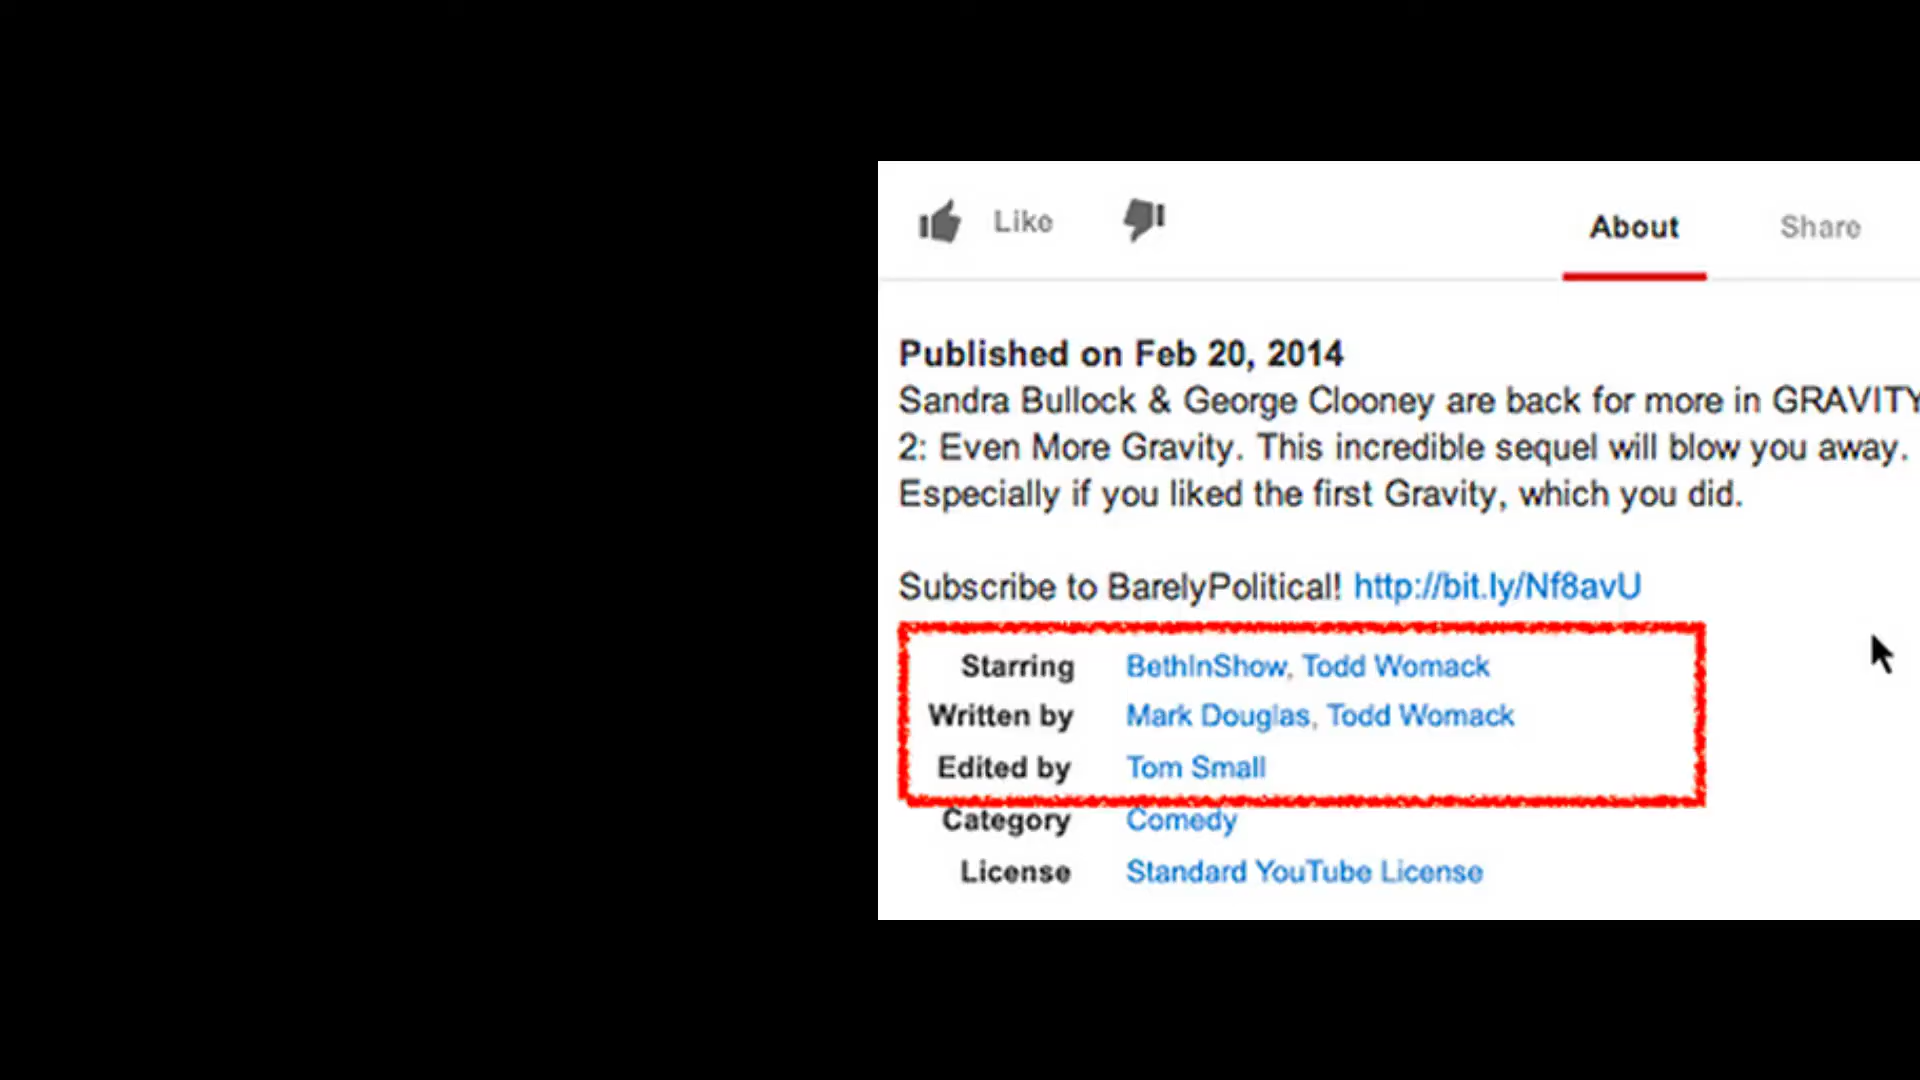 Like
About Share
Published on Feb 20, 2014
Sandra Bullock & George Clooney are back for more in GRAVITY
2: Even More Gravity. This incredible sequel will blow you away.
Especially if you liked the first Gravity, which you did.
Subscribe to BarelyPolitical! http://bit.ly/Nf8avU
Starring BethInShow, Todd Womack
Written by Mark Douglas, Todd Womack
Edited by Tom Small
Category Comedy
License Standard YouTube License